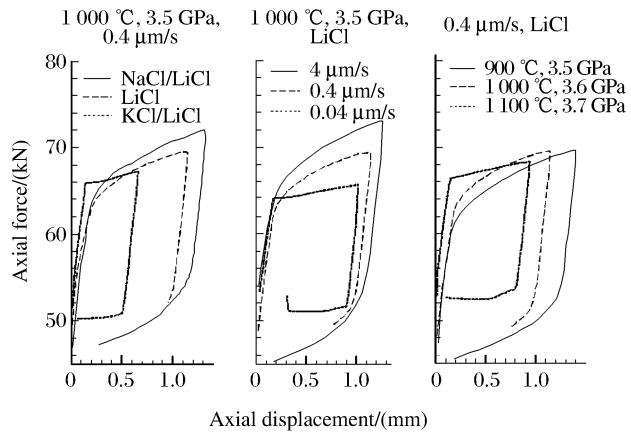 1 000 ℃, 3.5 GPa,
0.4 μm/s
1 000 ℃, 3.5 GPa,
LiCl
0.4 μm/s, LiCl
80
70
60
50
Axial force/(kN)
NaCl/LiCl
LiCl
KCl/LiCl
4 μm/s
0.4 μm/s
0.04 μm/s
900 ℃, 3.5 GPa
1 000 ℃, 3.6 GPa
1 100 ℃, 3.7 GPa
0 0.5 1.0
0 0.5 1.0
0 0.5 1.0
Axial displacement/(mm)